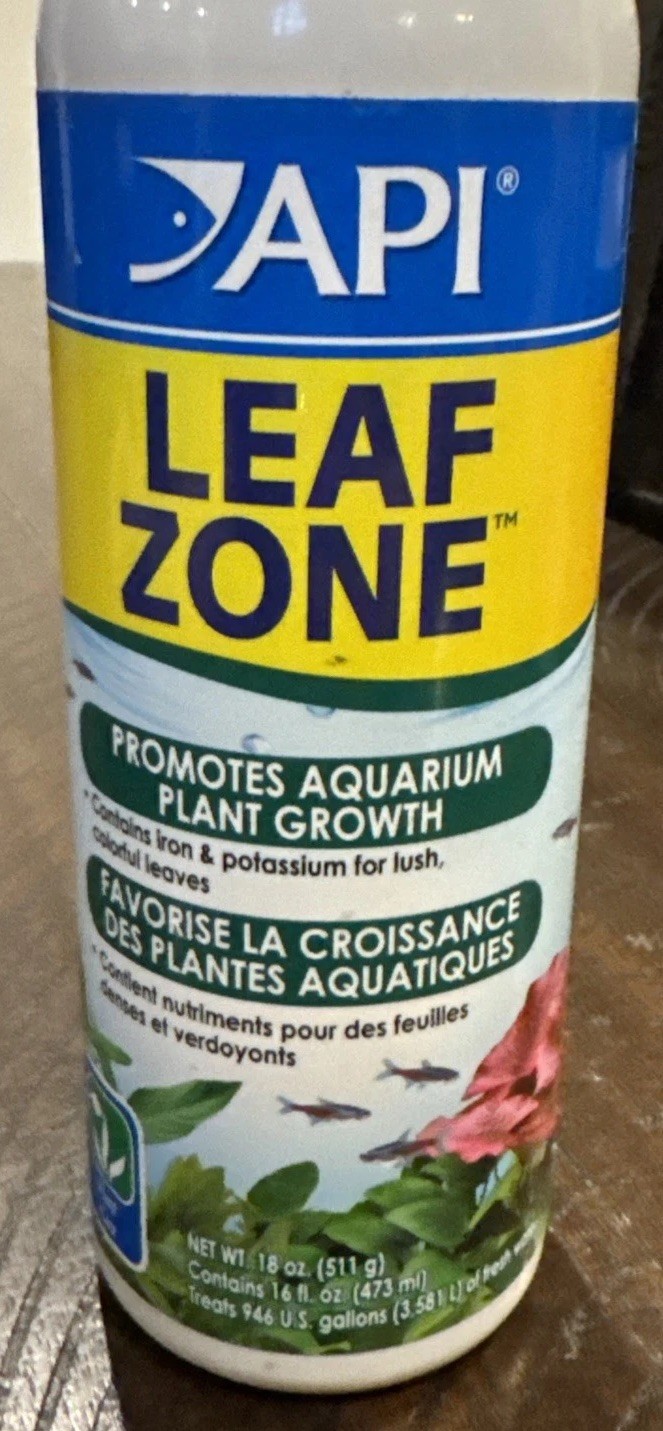 API®
LEAF
ZONE™
PROMOTES AQUARIUM
PLANT GROWTH
• Contains iron & potassium for lush,
colorful leaves
FAVORISE LA CROISSANCE
DES PLANTES AQUATIQUES
• Contient nutriments pour des feuilles
denses et verdoyonts
NET WT. 18 oz. (511 g)
Contains 16 fl. oz. (473 ml)
Treats 946 U.S. gallons (3,581 L) of fresh